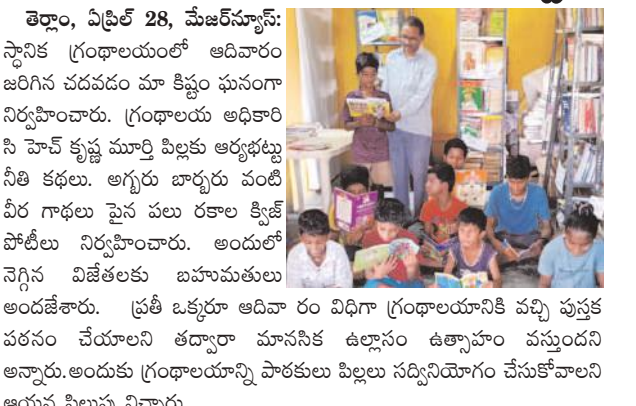 తెర్లాం, ఏప్రిల్ 28, మేజర్‌న్యూస్:
స్థానిక గ్రంథాలయంలో ఆదివారం
జరిగిన చదవడం మా కిష్టం ఘనంగా
నిర్వహించారు. గ్రంథాలయ అధికారి
సి హెచ్ కృష్ణ మూర్తి పిల్లకు ఆర్యభట్టు
నీతి కథలు. అగ్బరు బార్బరు వంటి
వీర గాథలు పైన పలు రకాల క్విజ్
పోటీలు నిర్వహించారు. అందులో
నెగ్గిన విజేతలకు బహుమతులు
అందజేశారు. ప్రతీ ఒక్కరూ ఆదివా రం విధిగా గ్రంథాలయానికి వచ్చి పుస్తక
పఠనం చేయాలని తద్వారా మానసిక ఉల్లాసం ఉత్సాహం వస్తుందని
అన్నారు.అందుకు గ్రంథాలయాన్ని పాఠకులు పిల్లలు సద్వినియోగం చేసుకోవాలని
ఆయన పిలుపు నిచ్చారు